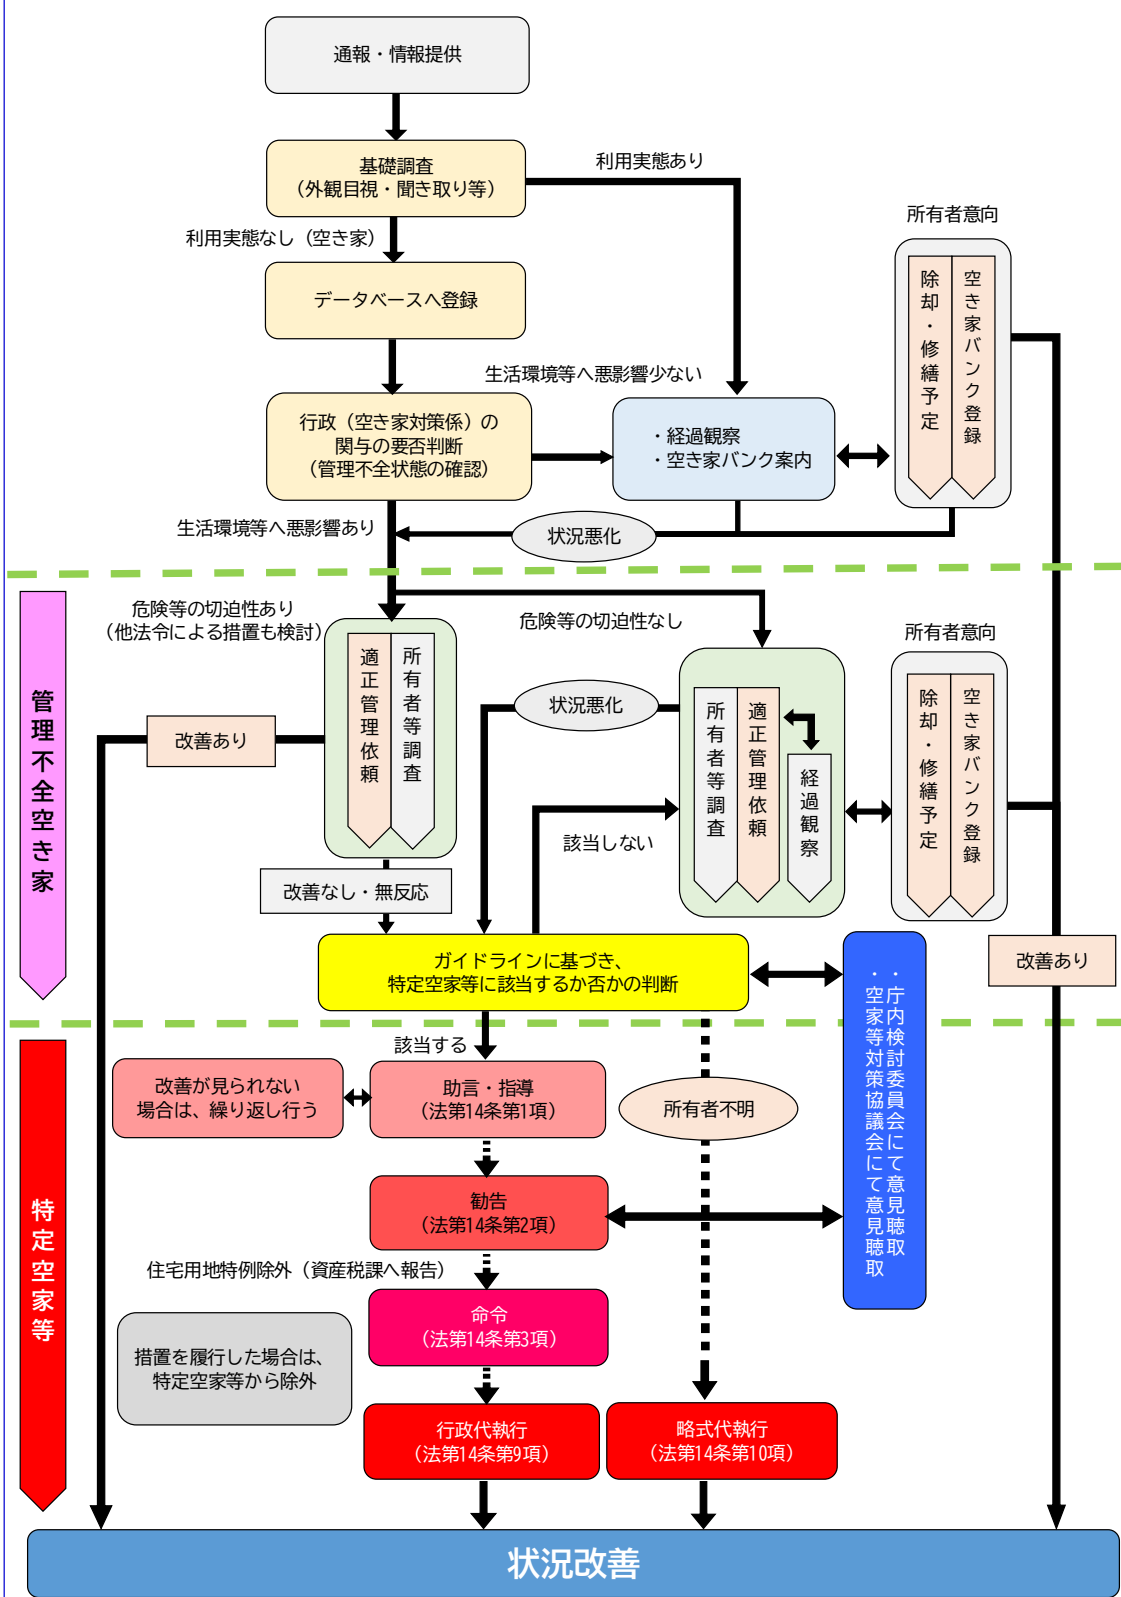 通報・情報提供
基礎調査
（外観目視・聞き取り等）
利用実態あり
所有者意向
利用実態なし（空き家）
データベースへ登録
除却・修繕予定
空き家バンク登録
生活環境等へ悪影響少ない
行政（空き家対策係）の
関与の要否判断
（管理不全状態の確認）
・経過観察
・空き家バンク案内
生活環境等へ悪影響あり
状況悪化
管理不全空き家
危険等の切迫性あり
（他法令による措置も検討）
危険等の切迫性なし
所有者意向
適正管理依頼
所有者等調査
状況悪化
所有者等調査
適正管理依頼
経過観察
除却・修繕予定
空き家バンク登録
改善あり
該当しない
改善なし・無反応
ガイドラインに基づき、
特定空家等に該当するか否かの判断
改善あり
・庁内検討委員会にて意見聴取
・空家等対策協議会にて意見聴取
特定空家等
該当する
改善が見られない
場合は、繰り返し行う
助言・指導
（法第14条第1項）
所有者不明
勧告
（法第14条第2項）
住宅用地特例除外（資産税課へ報告）
命令
（法第14条第3項）
措置を履行した場合は、
特定空家等から除外
行政代執行
（法第14条第9項）
略式代執行
（法第14条第10項）
状況改善